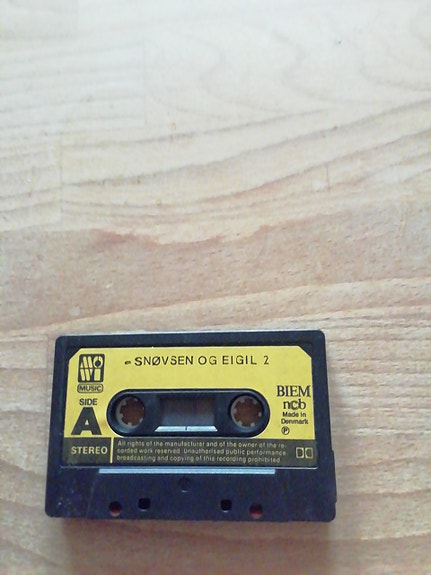 - SNØVSEN OG EIGIL 2
MOVI
MUSIC
SIDE
A
STEREO
BIEM
ncb
Made in
Denmark
P
All rights of the manufacturer and of the owner of the re-
corded work reserved. Unauthorised public performance
broadcasting and copying of this recording prohibited